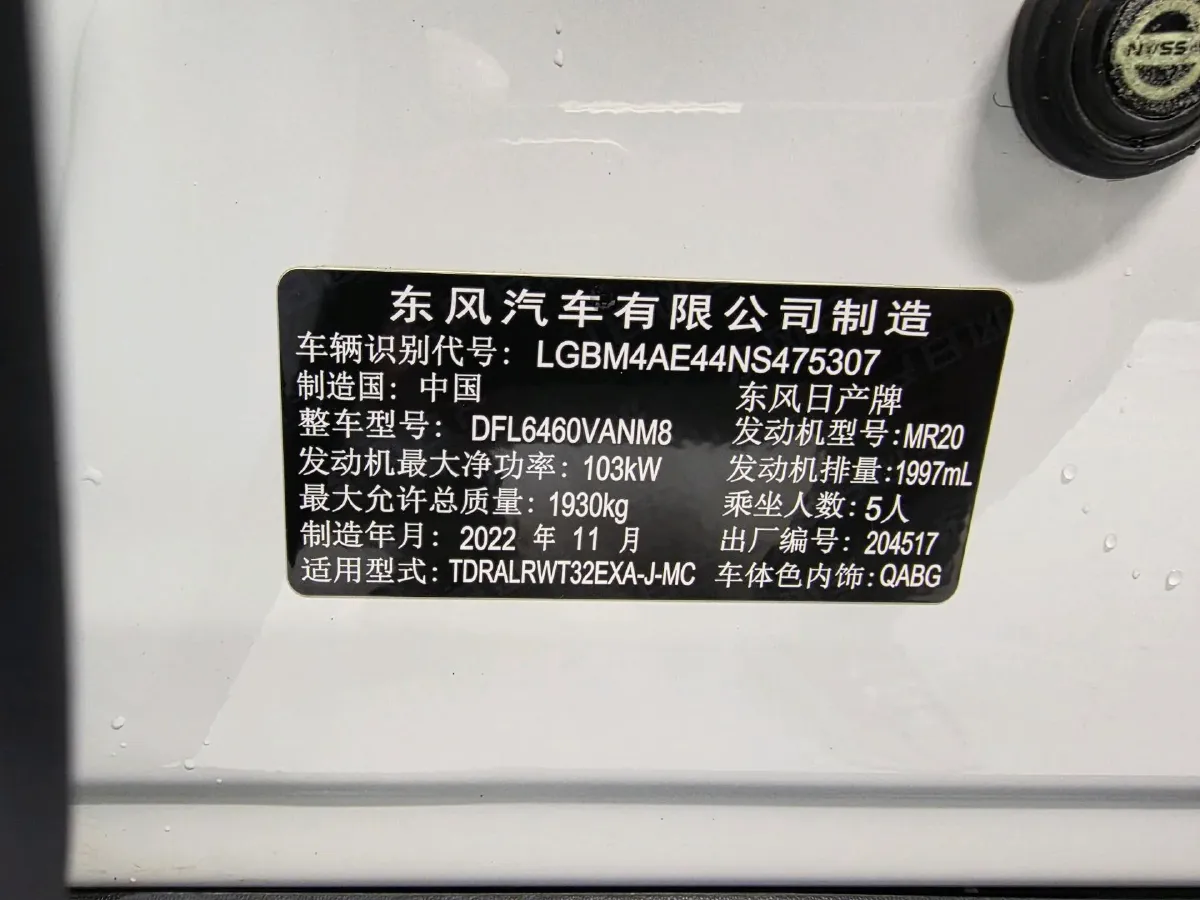 NISSA
东风汽车有限公司制造
车辆识别代号: LGBM4AE44NS475307
制造国: 中国 东风日产牌
整车型号: DFL6460VANM8 发动机型号:MR20
发动机最大净功率: 103kW 发动机排量:1997mL
最大允许总质量: 1930kg 乘坐人数: 5人
制造年月: 2022 年 11 月 出厂编号: 204517
适用型式: TDRALRWT32EXA-J-MC 车体色内饰:QABG